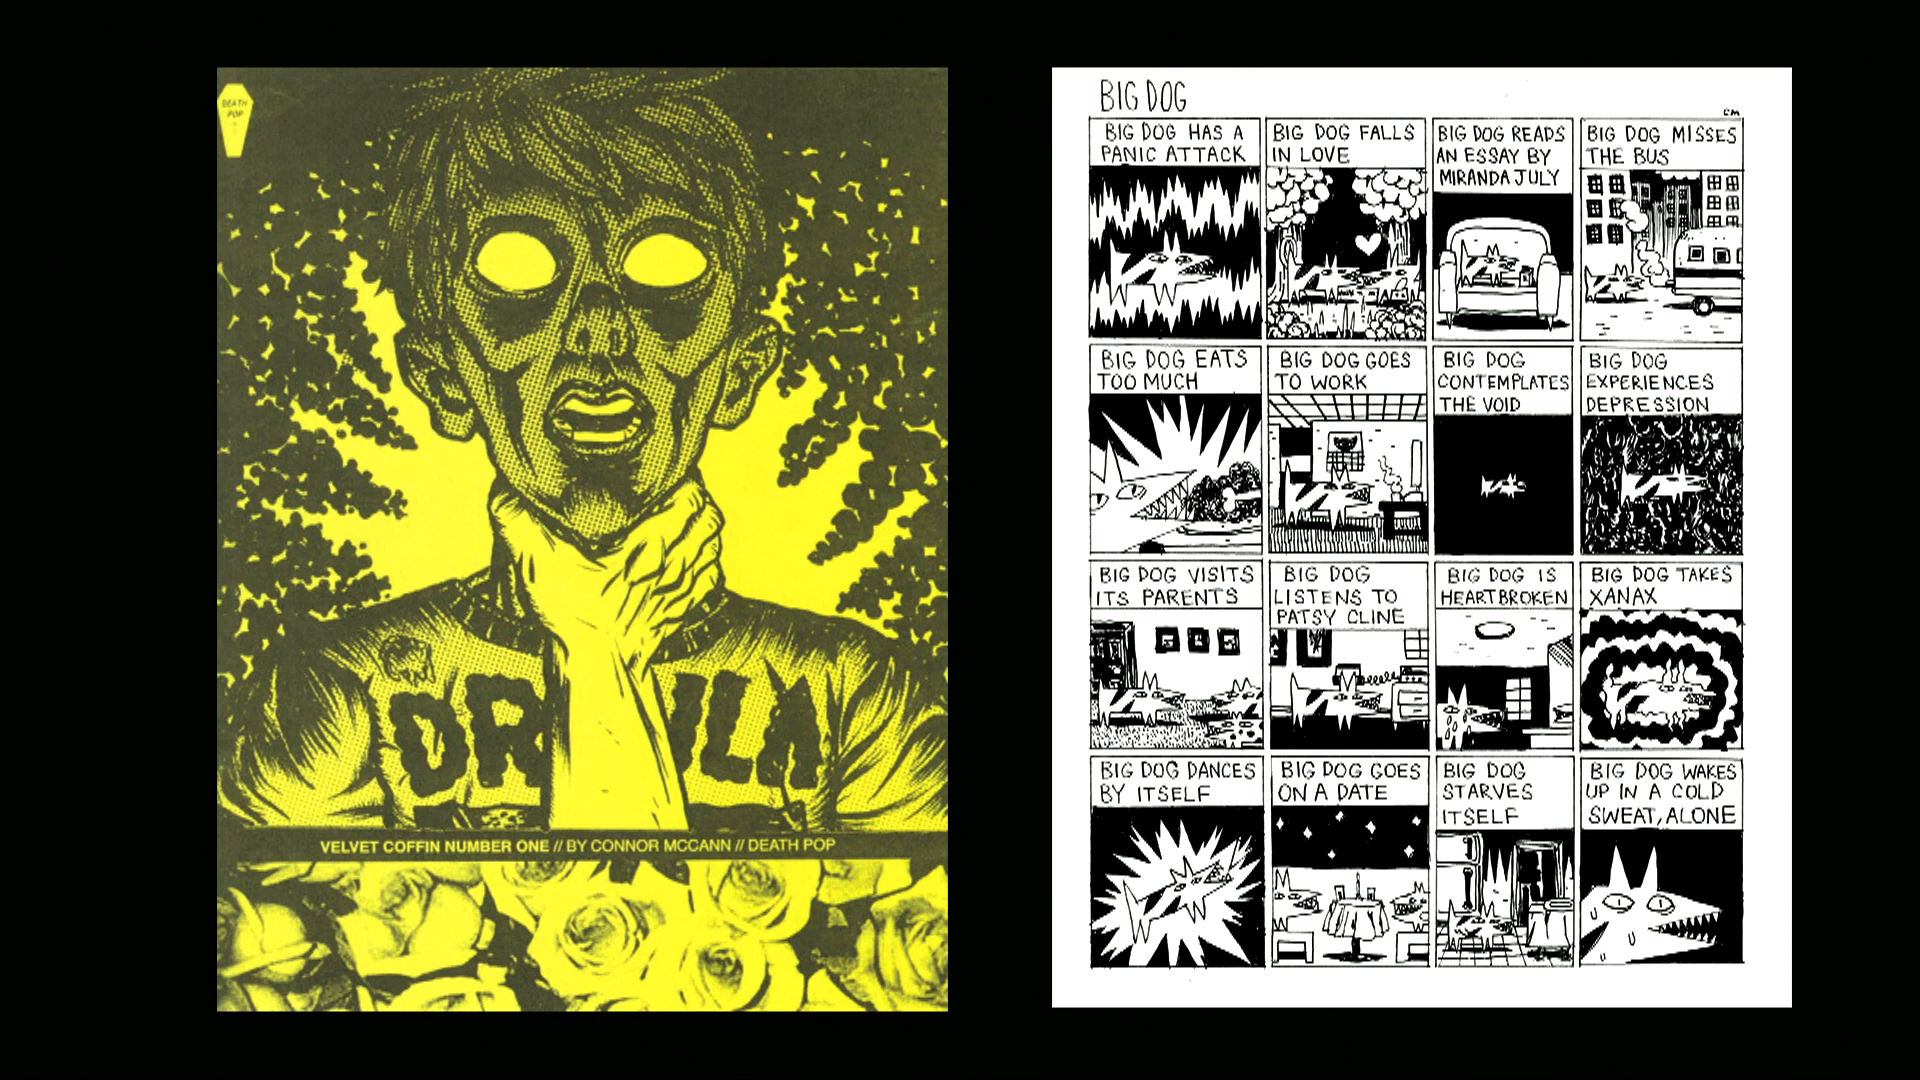 DEATH
POP
DR ULA
VELVET COFFIN NUMBER ONE // BY CONNOR MCCANN // DEATH POP
BIG DOG
CM
BIG DOG HAS A
PANIC ATTACK
BIG DOG FALLS
IN LOVE
BIG DOG READS
AN ESSAY BY
MIRANDA JULY
BIG DOG MISSES
THE BUS
BIG DOG EATS
TOO MUCH
BIG DOG GOES
TO WORK
BIG DOG
CONTEMPLATES
THE VOID
BIG DOG
EXPERIENCES
DEPRESSION
BIG DOG VISITS
ITS PARENTS
BIG DOG
LISTENS TO
PATSY CLINE
BIG DOG IS
HEARTBROKEN
BIG DOG TAKES
XANAX
BIG DOG DANCES
BY ITSELF
BIG DOG GOES
ON A DATE
BIG DOG
STARVES
ITSELF
BIG DOG WAKES
UP IN A COLD
SWEAT, ALONE